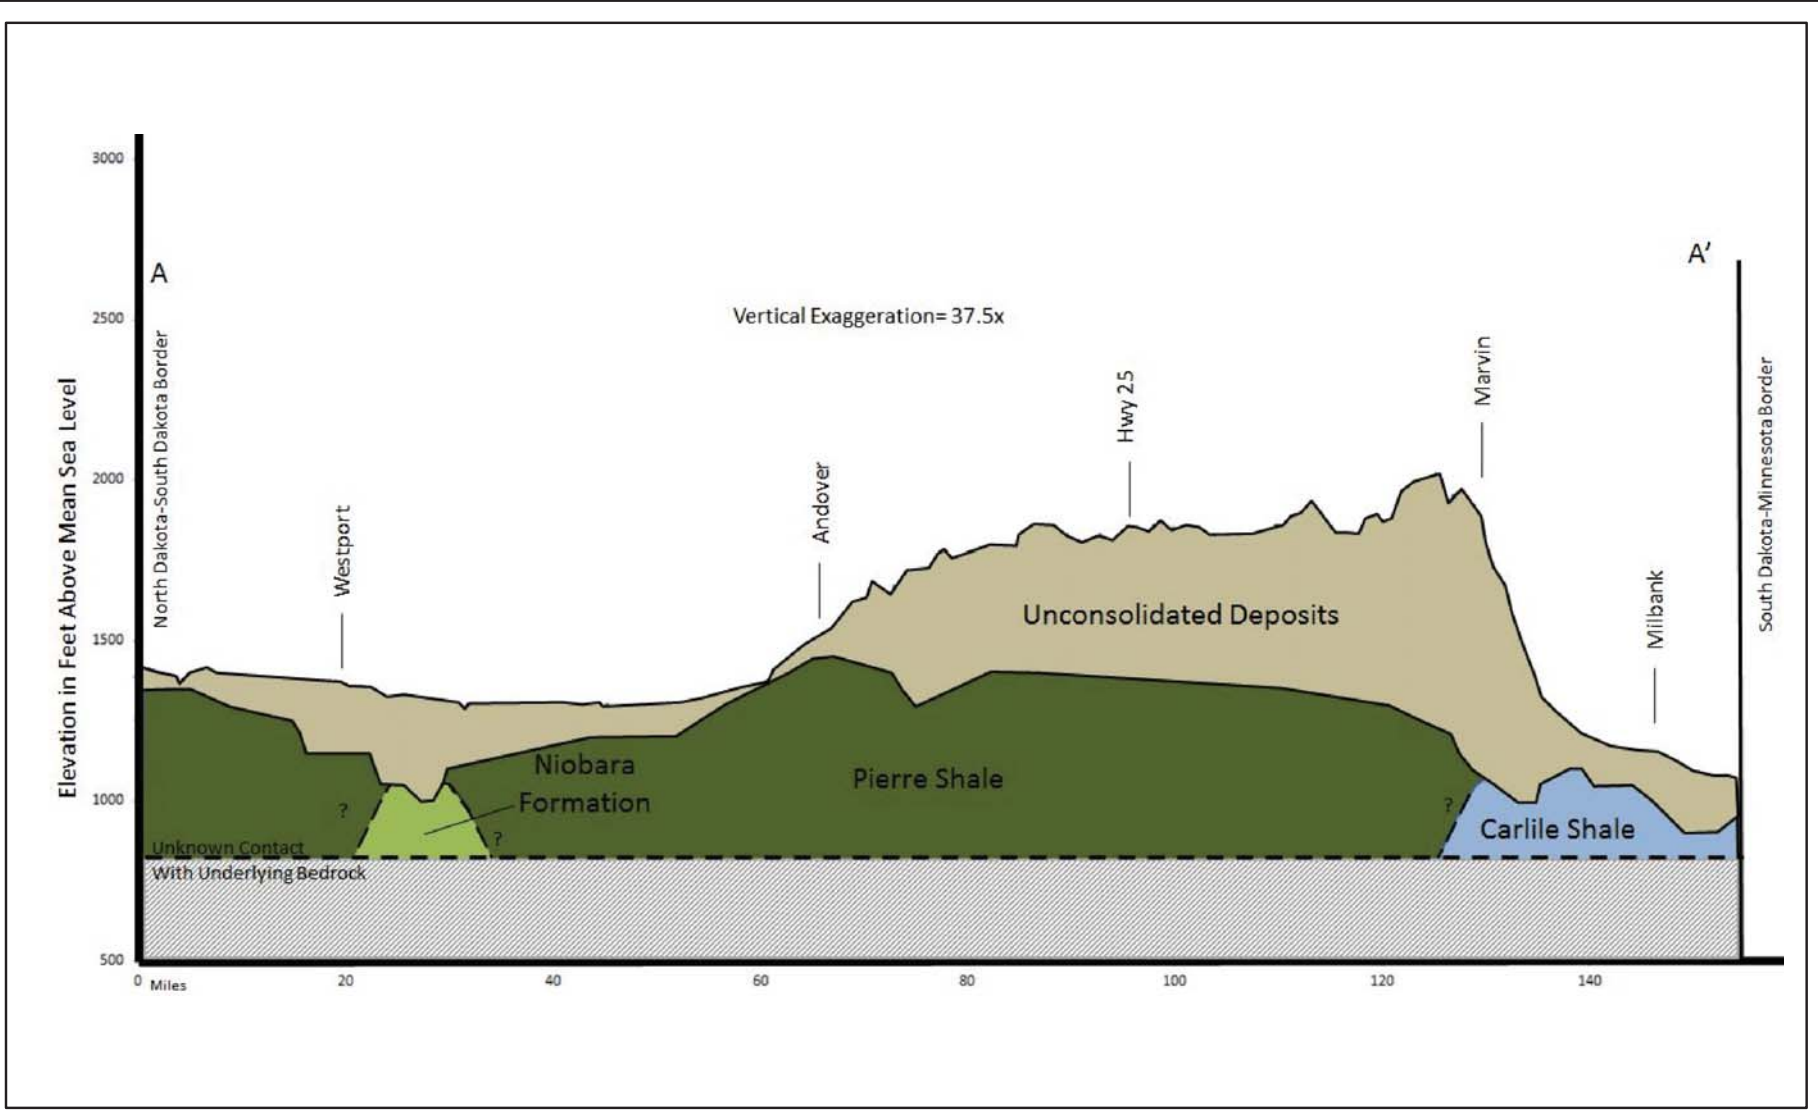 3000
2500
2000
1500
1000
500
Elevation in Feet Above Mean Sea Level
A
A’
North Dakota-South Dakota Border
South Dakota-Minnesota Border
Vertical Exaggeration= 37.5x
Westport
Andover
Hwy 25
Marvin
Milbank
Unconsolidated Deposits
Niobara
Formation
Pierre Shale
Carlile Shale
?
?
?
Unknown Contact
With Underlying Bedrock
0 Miles 20 40 60 80 100 120 140